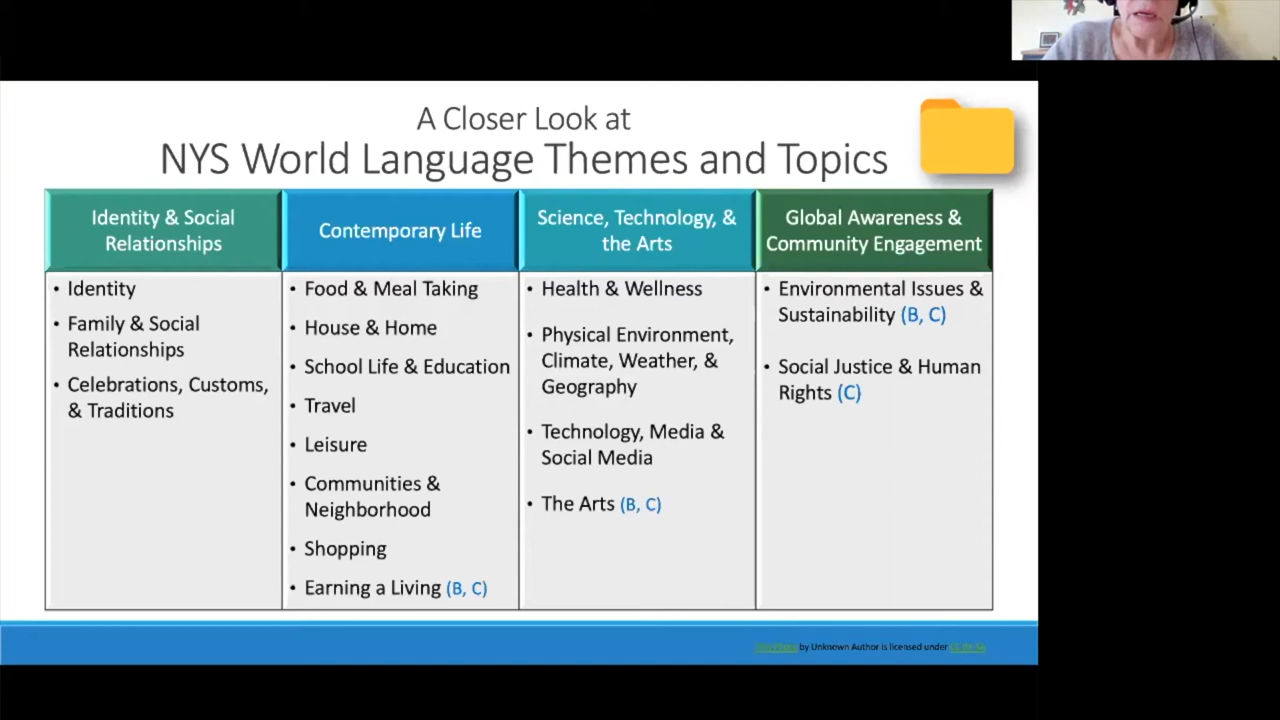 A Closer Look at
NYS World Language Themes and Topics
Identity & Social
Relationships
• Identity
• Family & Social
Relationships
• Celebrations, Customs,
& Traditions
Contemporary Life
• Food & Meal Taking
• House & Home
• School Life & Education
• Travel
• Leisure
• Communities &
Neighborhood
• Shopping
• Earning a Living (B, C)
Science, Technology, &
the Arts
• Health & Wellness
• Physical Environment,
Climate, Weather, &
Geography
• Technology, Media &
Social Media
• The Arts (B, C)
Global Awareness &
Community Engagement
• Environmental Issues &
Sustainability (B, C)
• Social Justice & Human
Rights (C)
by Unknown Author is licensed under